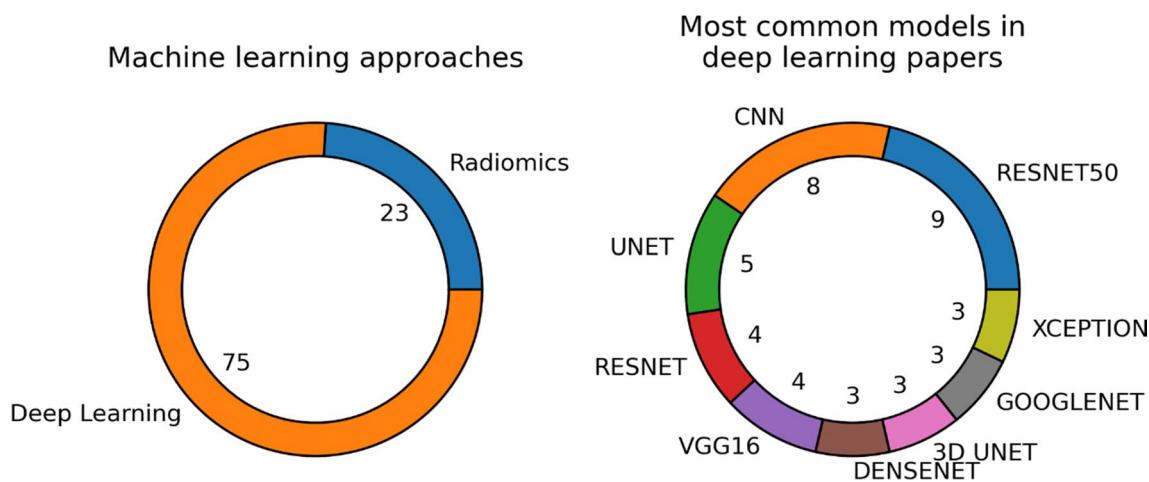 Machine learning approaches
Radiomics
23
75
Deep Learning
Most common models in
deep learning papers
CNN
RESNET50
8
9
UNET
5
3
XCEPTION
4
RESNET
3
GOOGLENET
4
3
3
VGG16
3D UNET
DENSENET